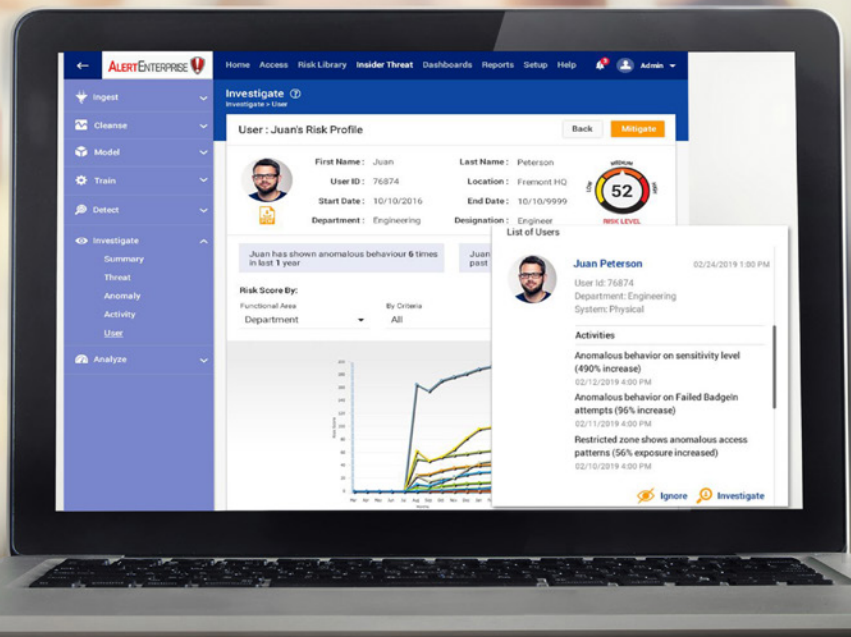 ALERTENTERPRISE
Home Access Risk Library Insider Threat Dashboards Reports Setup Help Admin
Ingest
Cleanse
Model
Train
Detect
Investigate
Summary
Threat
Anomaly
Activity
User
Analyze
Investigate
Investigate > User
User : Juan's Risk Profile
Back
Mitigate
First Name : Juan
Last Name : Peterson
User ID : 76874
Location : Fremont HQ
Start Date : 10/10/2016
End Date : 10/10/9999
Department : Engineering
Designation : Engineer
LOW
MEDIUM
HIGH
52
RISK LEVEL
Juan has shown anomalous behaviour 6 times
in last 1 year
Juan
past
Risk Score By:
Functional Area
Department
By Criteria
All
List of Users
Juan Peterson
02/24/2019 1:00 PM
User Id: 76874
Department: Engineering
System: Physical
Activities
Anomalous behavior on sensitivity level
(490% increase)
02/12/2019 4:00 PM
Anomalous behavior on Failed BadgeIn
attempts (96% increase)
02/11/2019 4:00 PM
Restricted zone shows anomalous access
patterns (56% exposure increased)
02/10/2019 4:00 PM
Ignore
Investigate